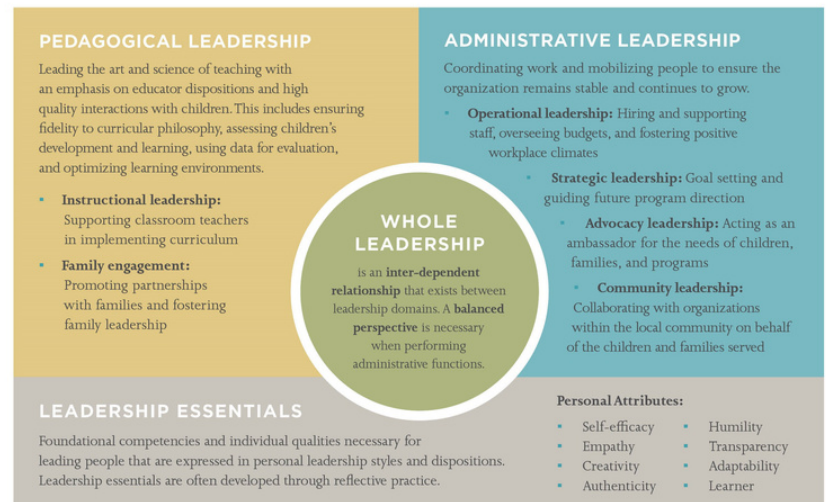 PEDAGOGICAL LEADERSHIP
Leading the art and science of teaching with
an emphasis on educator dispositions and high
quality interactions with children. This includes ensuring
fidelity to curricular philosophy, assessing children's
development and learning, using data for evaluation,
and optimizing learning environments.
• Instructional leadership:
Supporting classroom teachers
in implementing curriculum
• Family engagement:
Promoting partnerships
with families and fostering
family leadership
ADMINISTRATIVE LEADERSHIP
Coordinating work and mobilizing people to ensure the
organization remains stable and continues to grow.
• Operational leadership: Hiring and supporting
staff, overseeing budgets, and fostering positive
workplace climates
• Strategic leadership: Goal setting and
guiding future program direction
• Advocacy leadership: Acting as an
ambassador for the needs of children,
families, and programs
• Community leadership:
Collaborating with organizations
within the local community on behalf
of the children and families served
WHOLE
LEADERSHIP
is an inter-dependent
relationship that exists between
leadership domains. A balanced
perspective is necessary
when performing
administrative functions.
LEADERSHIP ESSENTIALS
Foundational competencies and individual qualities necessary for
leading people that are expressed in personal leadership styles and dispositions.
Leadership essentials are often developed through reflective practice.
Personal Attributes:
• Self-efficacy
• Empathy
• Creativity
• Authenticity
• Humility
• Transparency
• Adaptability
• Learner